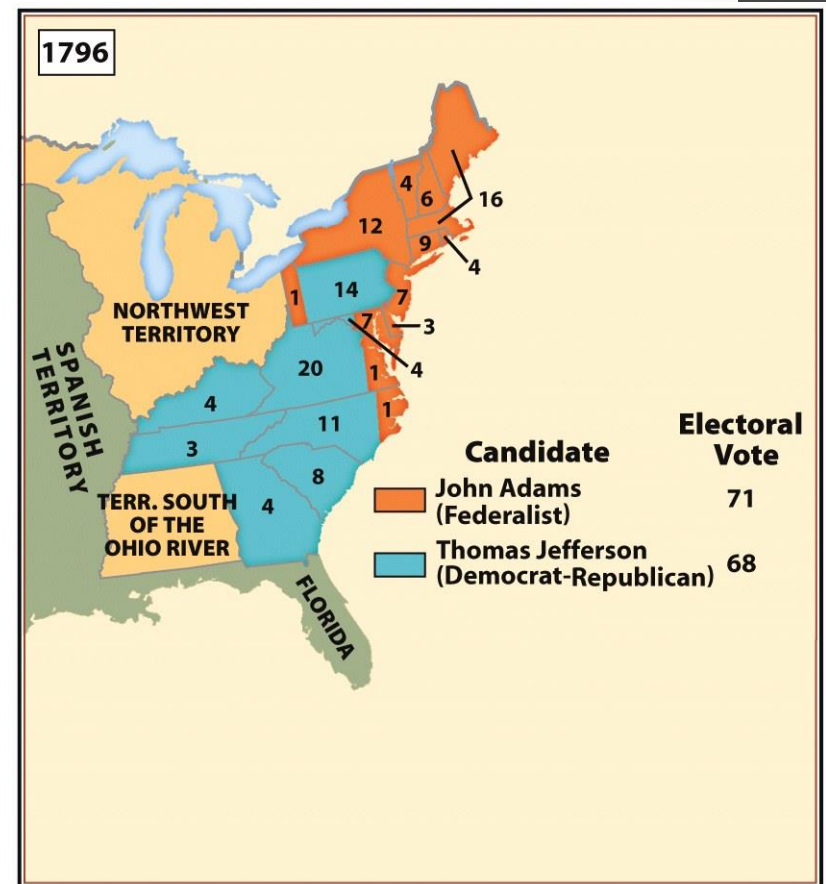 1796
4
6
16
12
9
4
1
14
7
7
3
NORTHWEST
TERRITORY
SPANISH
TERRITORY
20
1
4
4
1
11
3
8
TERR. SOUTH
OF THE
OHIO RIVER
4
FLORIDA
Candidate
Electoral
Vote
John Adams
(Federalist)
71
Thomas Jefferson
(Democrat-Republican)
68